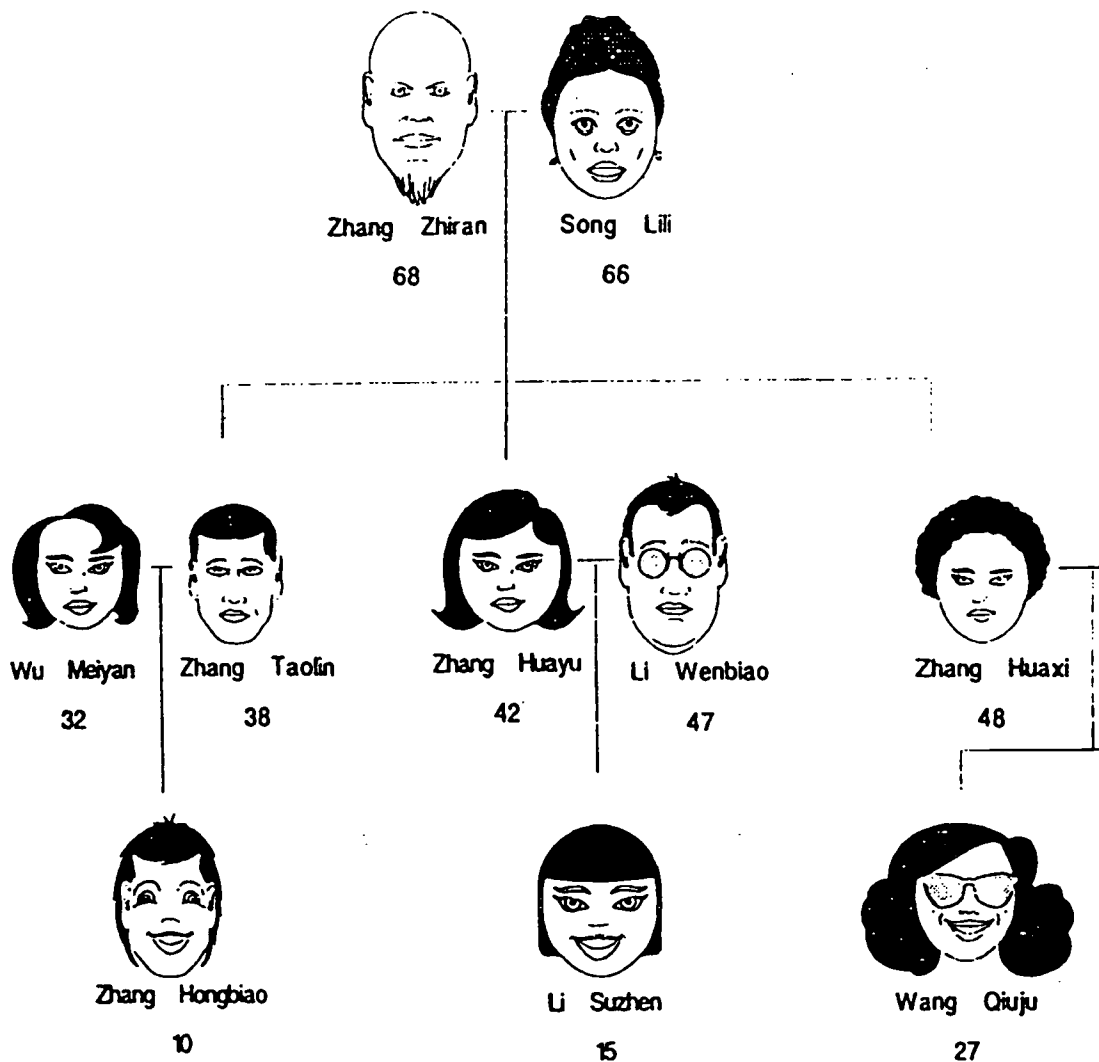 Zhang Zhiran Song Lili
68 66
Wu Meiyan Zhang Taolin Zhang Huayu Li Wenbiao Zhang Huaxi
32 38 42 47 48
Zhang Hongbiao Li Suzhen Wang Qiuju
10 15 27